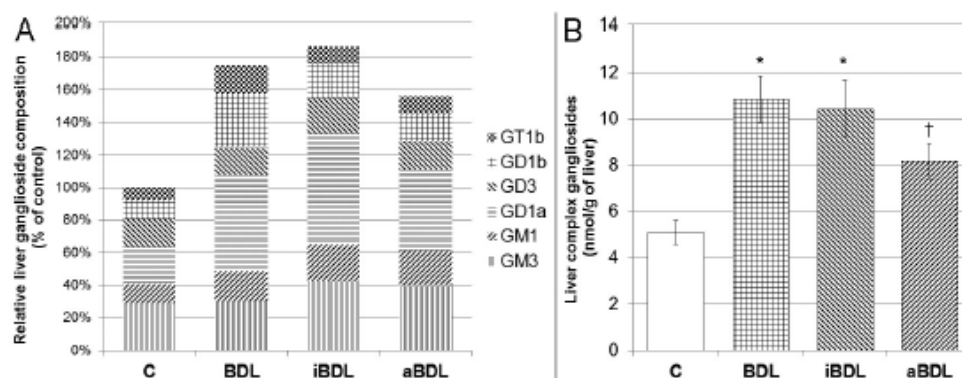 A
Relative liver ganglioside composition
(% of control)
200%
180%
160%
140%
120%
100%
80%
60%
40%
20%
0%
C
BDL
iBDL
aBDL
GT1b
GD1b
GD3
GD1a
GM1
GM3
B
Liver complex gangliosides
(nmol/g of liver)
14
12
10
8
6
4
2
0
*
*
†
C
BDL
iBDL
aBDL